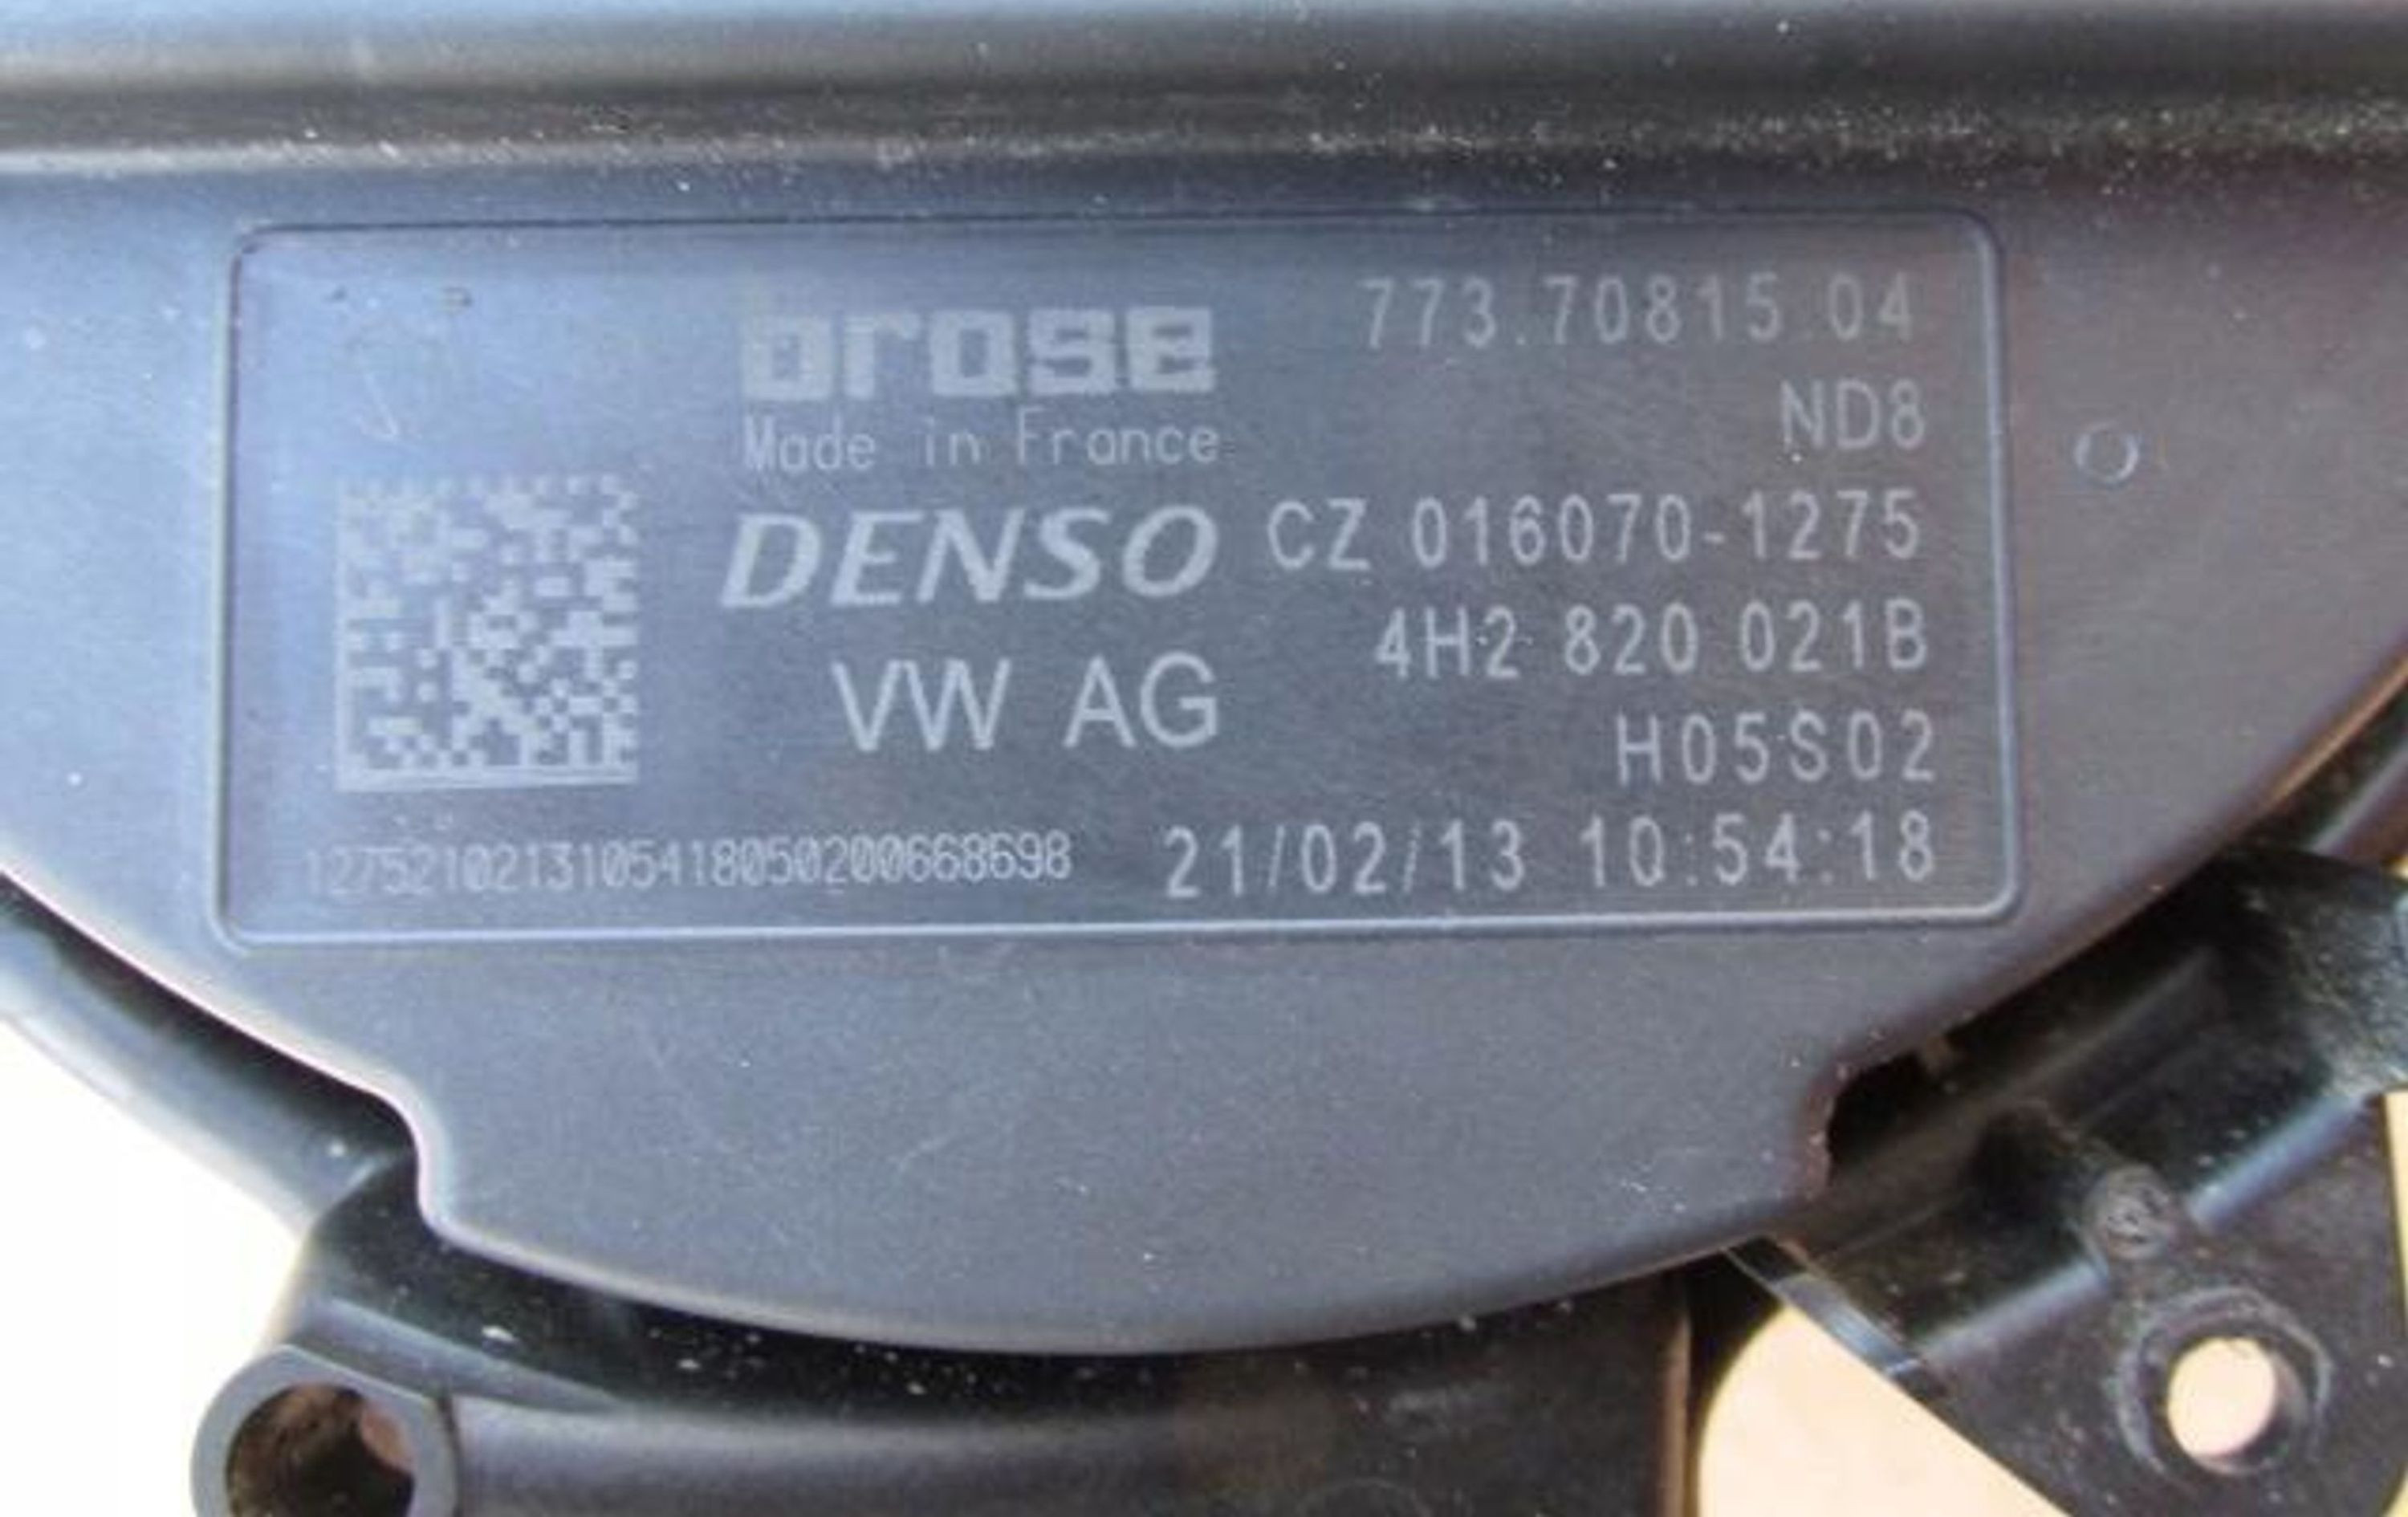 brose 773.70815.04
Made in France ND8
DENSO CZ 016070-1275
VW AG 4H2 820 021B
H05S02
1275210213105418050200668698 21/02/13 10:54:18